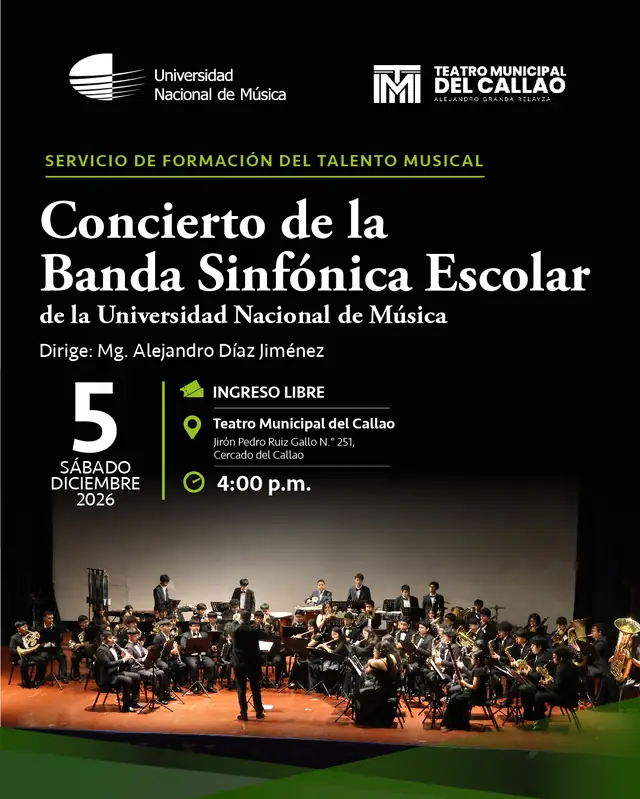 Universidad
Nacional de Música
TEATRO MUNICIPAL
DEL CALLAO
ALEJANDRO GRANDA RELAYZA
SERVICIO DE FORMACIÓN DEL TALENTO MUSICAL
Concierto de la
Banda Sinfónica Escolar
de la Universidad Nacional de Música
Dirige: Mg. Alejandro Díaz Jiménez
5
SÁBADO
DICIEMBRE
2026
INGRESO LIBRE
Teatro Municipal del Callao
Jirón Pedro Ruiz Gallo N.° 251,
Cercado del Callao
4:00 p.m.